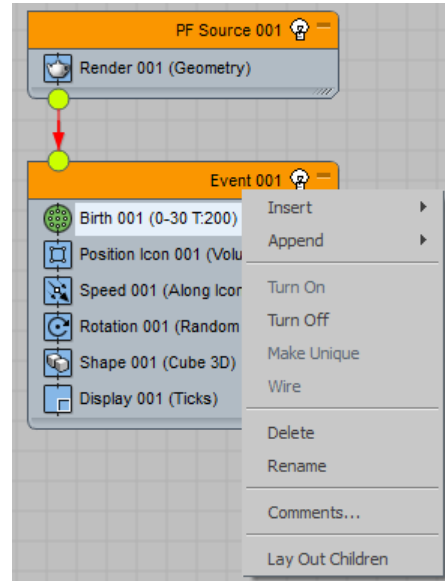 PF Source 001
Render 001 (Geometry)
Event 001
Birth 001 (0-30 T:200)
Position Icon 001 (Volu
Speed 001 (Along Icon
Rotation 001 (Random
Shape 001 (Cube 3D)
Display 001 (Ticks)
Insert
Append
Turn On
Turn Off
Make Unique
Wire
Delete
Rename
Comments...
Lay Out Children